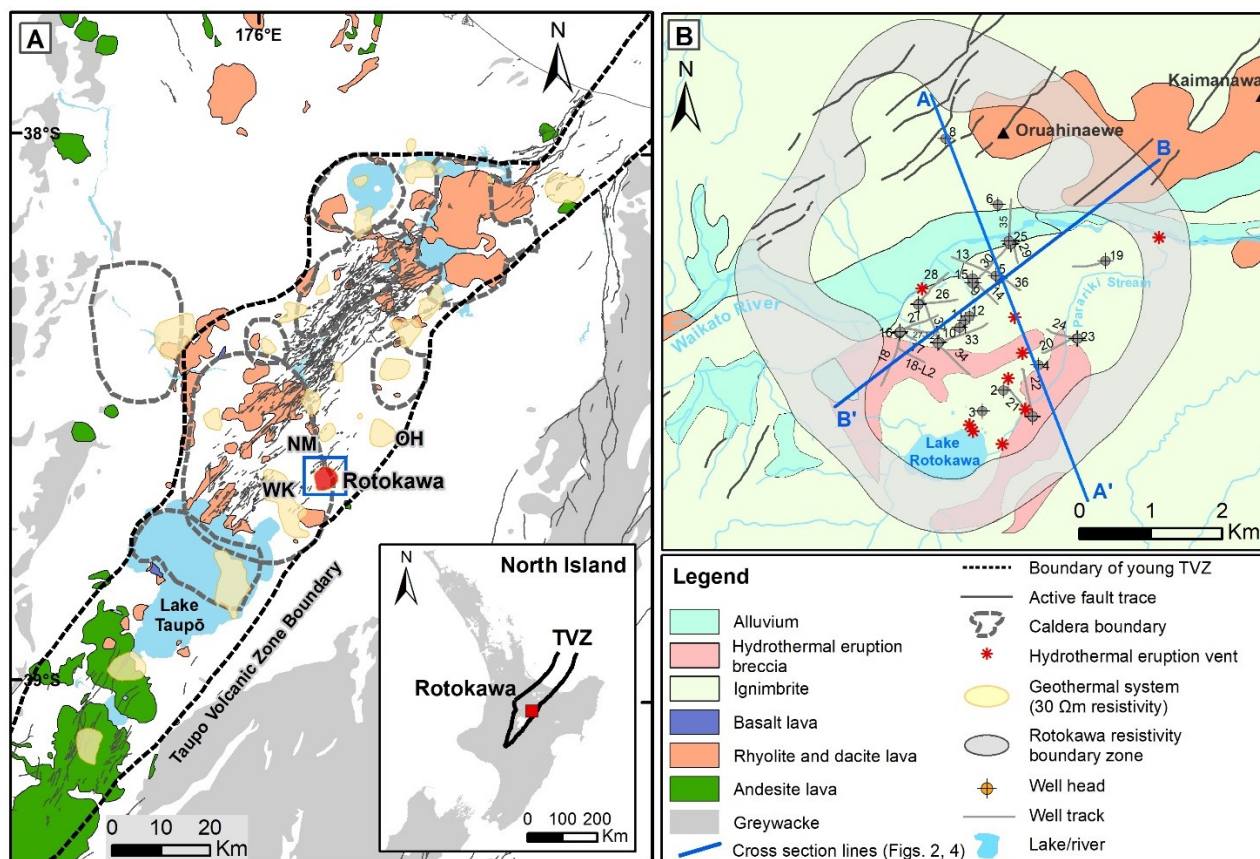 A
176°E
N
38°S
NM
OH
WK
Rotokawa
Lake
Taupō
39°S
Taupo Volcanic Zone Boundary
0 10 20
Km
N
North Island
TVZ
Rotokawa
0 100 200
Km
B
N
Kaimanawa
A
8
Oruahinaewe
B
6
35
25
29
13
30
19
5
15
9
28
14
36
Parariki Stream
26
27
12
Waikato River
16
10
33
24
23
34
20
18
18-L2
4
22
2
B'
3
21
Lake
Rotokawa
A'
0 1 2
Km
Legend
Alluvium
Hydrothermal eruption
breccia
Ignimbrite
Basalt lava
Rhyolite and dacite lava
Andesite lava
Greywacke
Cross section lines (Figs. 2, 4)
Boundary of young TVZ
Active fault trace
Caldera boundary
Hydrothermal eruption vent
Geothermal system
(30 Ωm resistivity)
Rotokawa resistivity
boundary zone
Well head
Well track
Lake/river